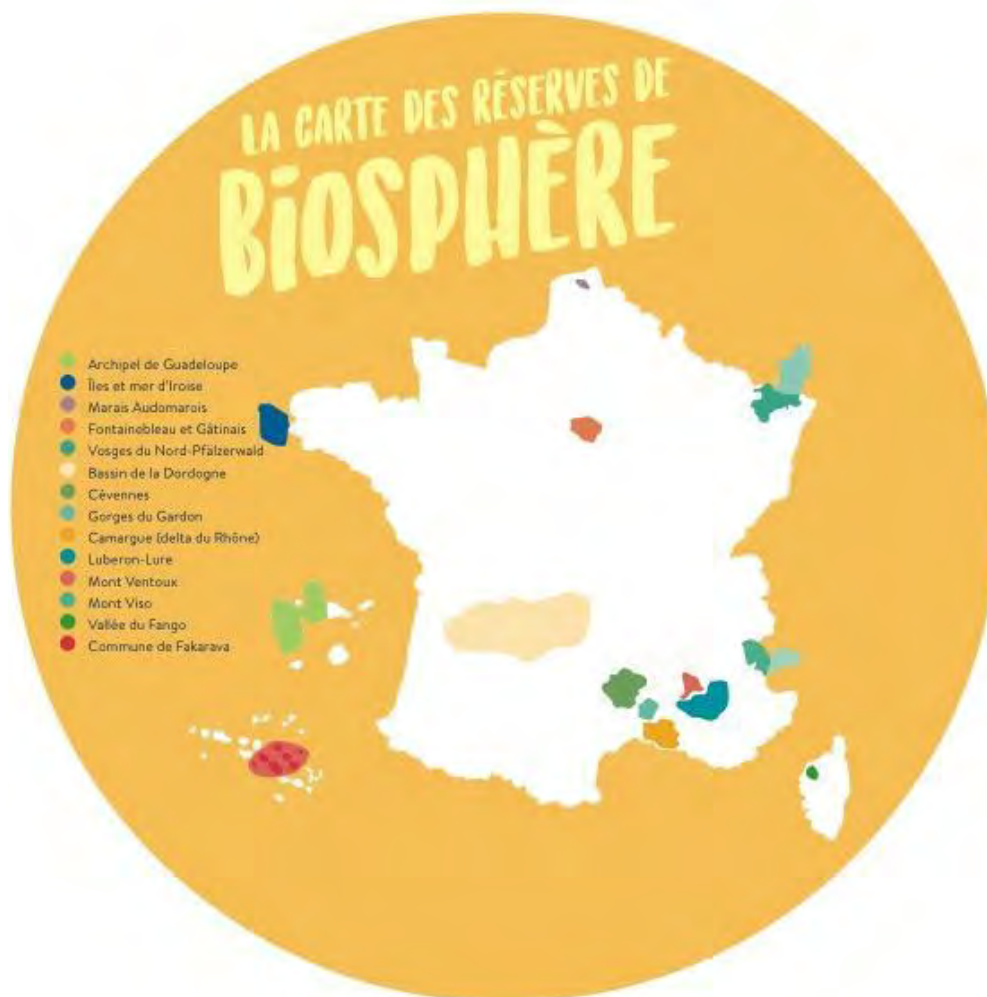 LA CARTE DES RÉSERVES DE
BIOSPHÈRE
Archipel de Guadeloupe
Îles et mer d'Iroise
Marais Audomarois
Fontainebleau et Gâtinais
Vosges du Nord-Pfälzerwald
Bassin de la Dordogne
Cévennes
Gorges du Gardon
Camargue (delta du Rhône)
Luberon-Lure
Mont Ventoux
Mont Viso
Vallée du Fango
Commune de Fakarava